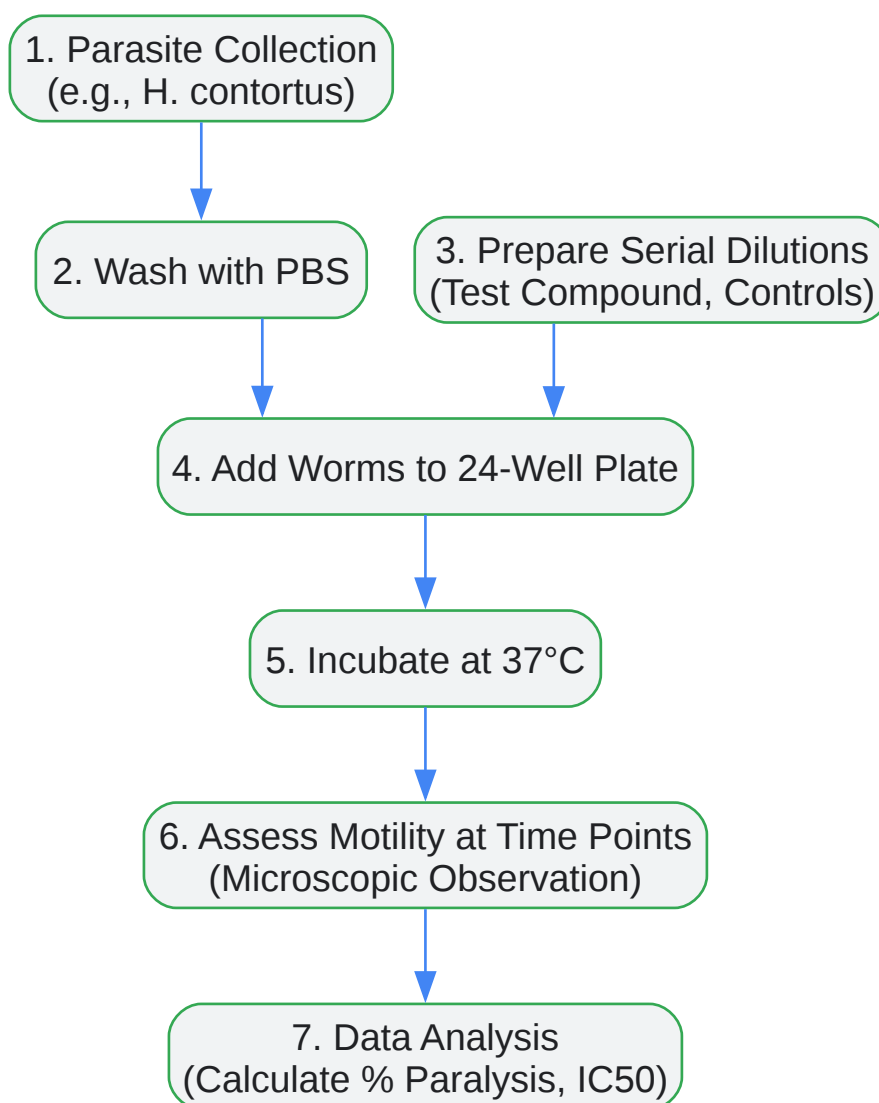 1. Parasite Collection
(e.g., H. contortus)
2. Wash with PBS
3. Prepare Serial Dilutions
(Test Compound, Controls)
4. Add Worms to 24-Well Plate
5. Incubate at 37°C
6. Assess Motility at Time Points
(Microscopic Observation)
7. Data Analysis
(Calculate % Paralysis, IC50)